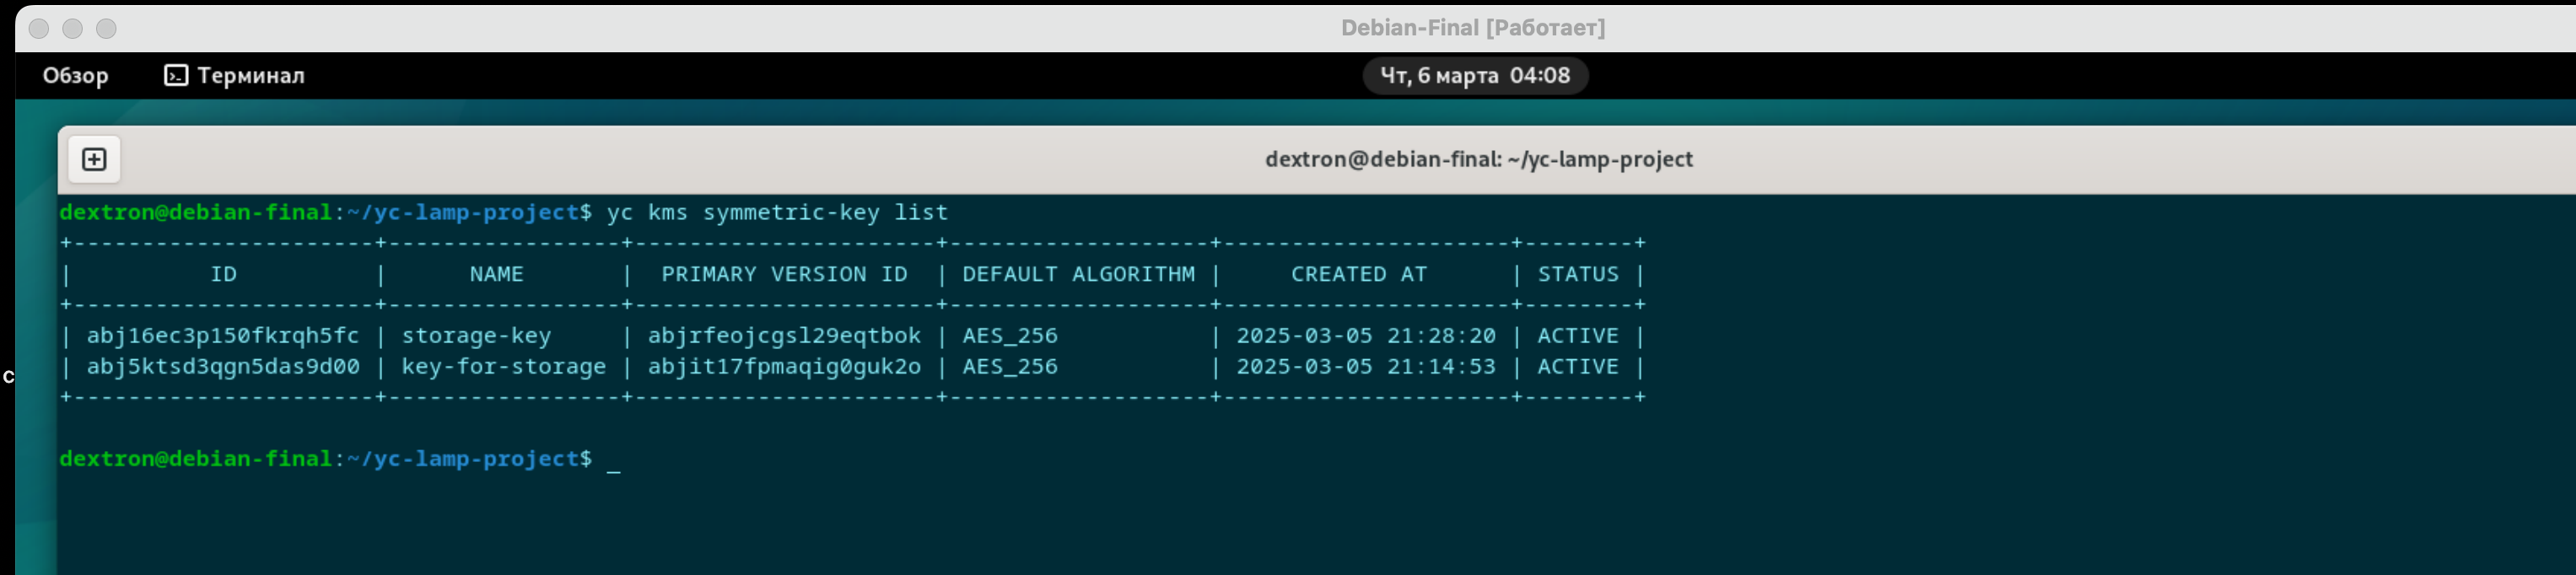 Debian-Final [Работает]
Обзор Терминал Чт, 6 марта 04:08
dextron@debian-final: ~/yc-lamp-project
dextron@debian-final:~/yc-lamp-project$ yc kms symmetric-key list
+----------------------+-----------------+----------------------+-------------------+---------------------+--------+
|          ID          |      NAME       |  PRIMARY VERSION ID  | DEFAULT ALGORITHM |     CREATED AT      | STATUS |
+----------------------+-----------------+----------------------+-------------------+---------------------+--------+
| abj16ec3p150fkrqh5fc | storage-key     | abjrfeojcgsl29eqtbok | AES_256           | 2025-03-05 21:28:20 | ACTIVE |
| abj5ktsd3qgn5das9d00 | key-for-storage | abjit17fpmaqig0guk2o | AES_256           | 2025-03-05 21:14:53 | ACTIVE |
+----------------------+-----------------+----------------------+-------------------+---------------------+--------+
dextron@debian-final:~/yc-lamp-project$ _
с